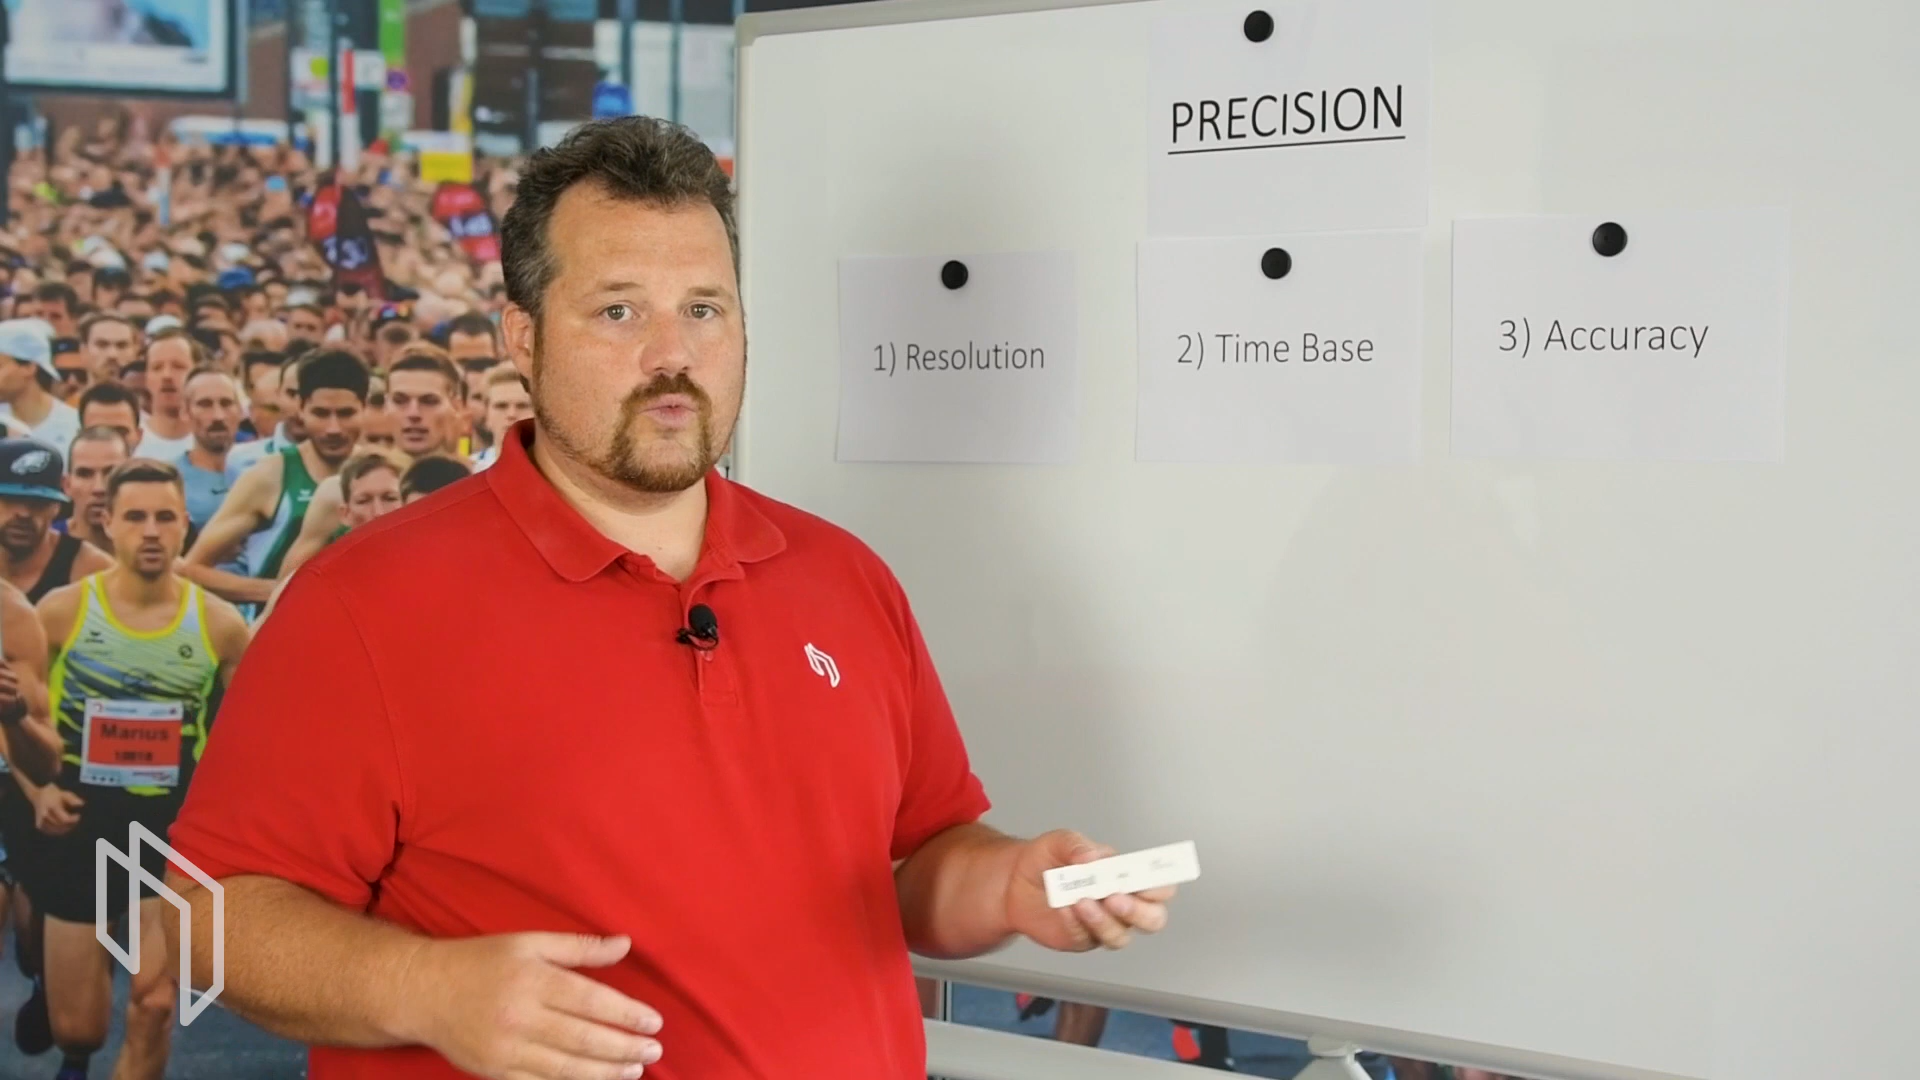 PRECISION
1) Resolution
2) Time Base
3) Accuracy
Marius